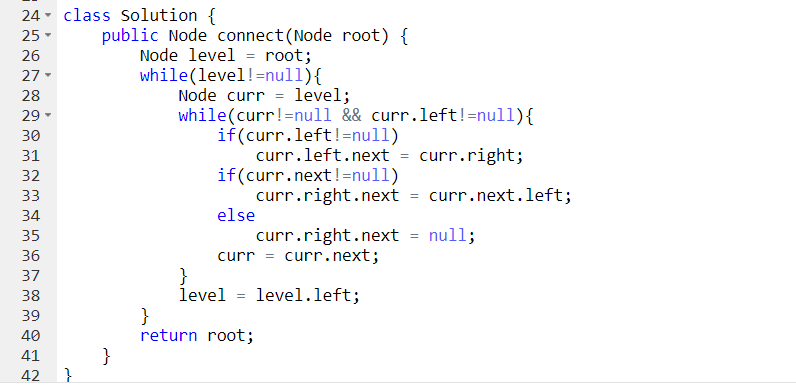 24 class Solution {
25     public Node connect(Node root) {
26         Node level = root;
27         while(level!=null){
28             Node curr = level;
29             while(curr!=null && curr.left!=null){
30                 if(curr.left!=null)
31                     curr.left.next = curr.right;
32                 if(curr.next!=null)
33                     curr.right.next = curr.next.left;
34                 else
35                     curr.right.next = null;
36                 curr = curr.next;
37             }
38             level = level.left;
39         }
40         return root;
41     }
42 }